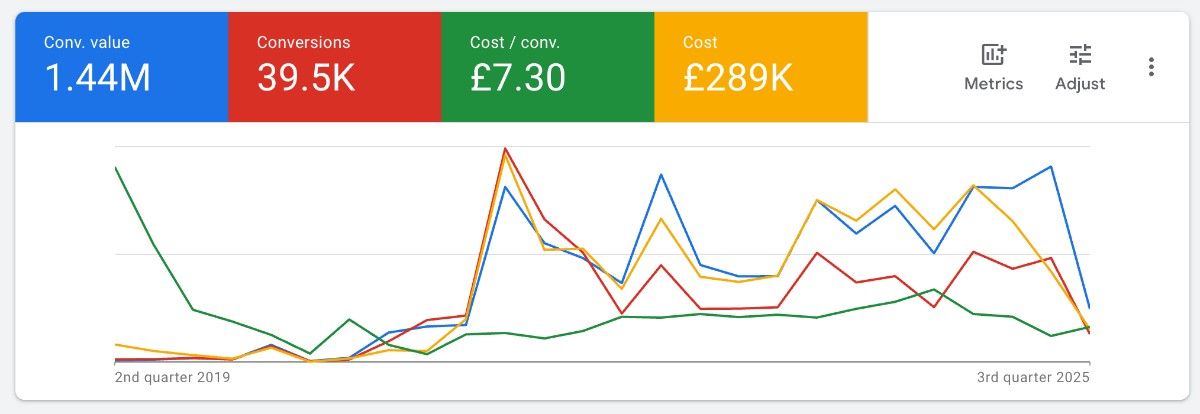 Conv. value
1.44M
Conversions
39.5K
Cost / conv.
£7.30
Cost
£289K
Metrics
Adjust
2nd quarter 2019
3rd quarter 2025